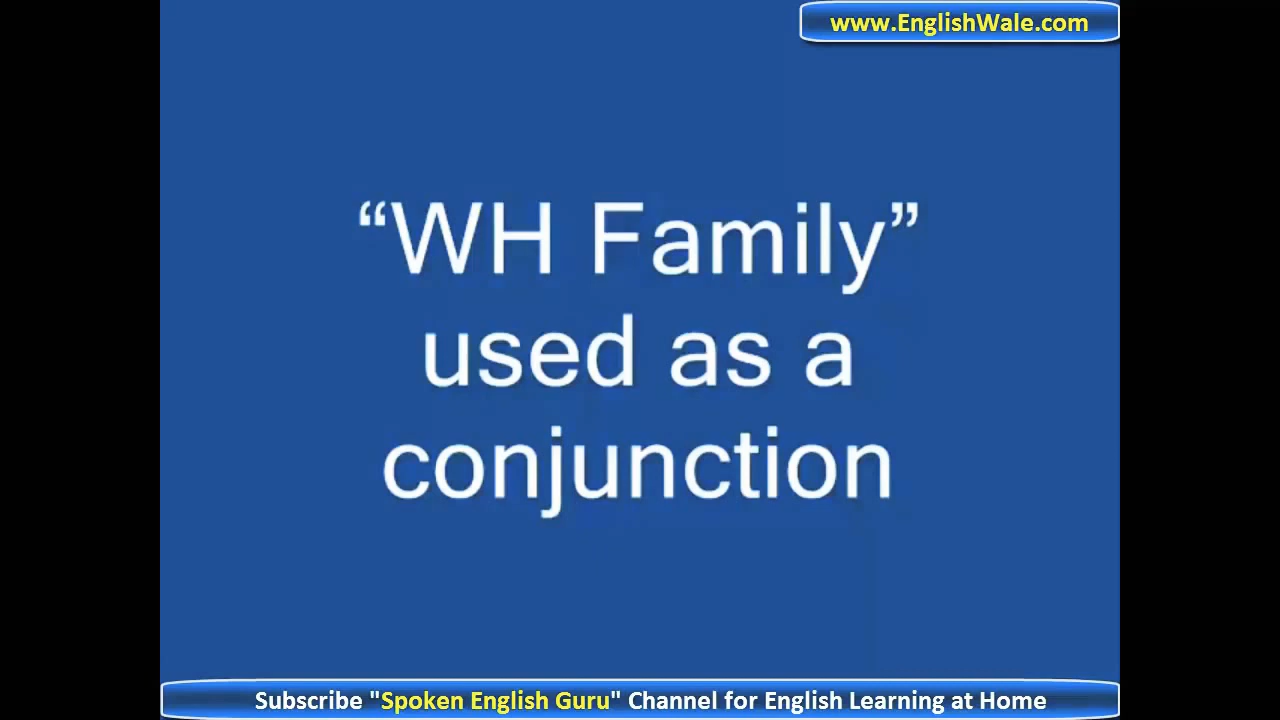 www.EnglishWale.com
“WH Family”
used as a
conjunction
Subscribe "Spoken English Guru" Channel for English Learning at Home